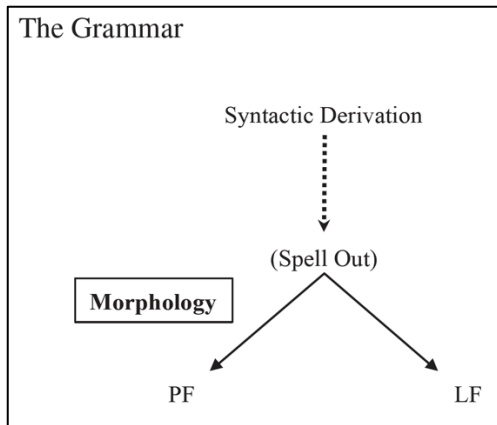 The Grammar
Syntactic Derivation
(Spell Out)
Morphology
PF LF